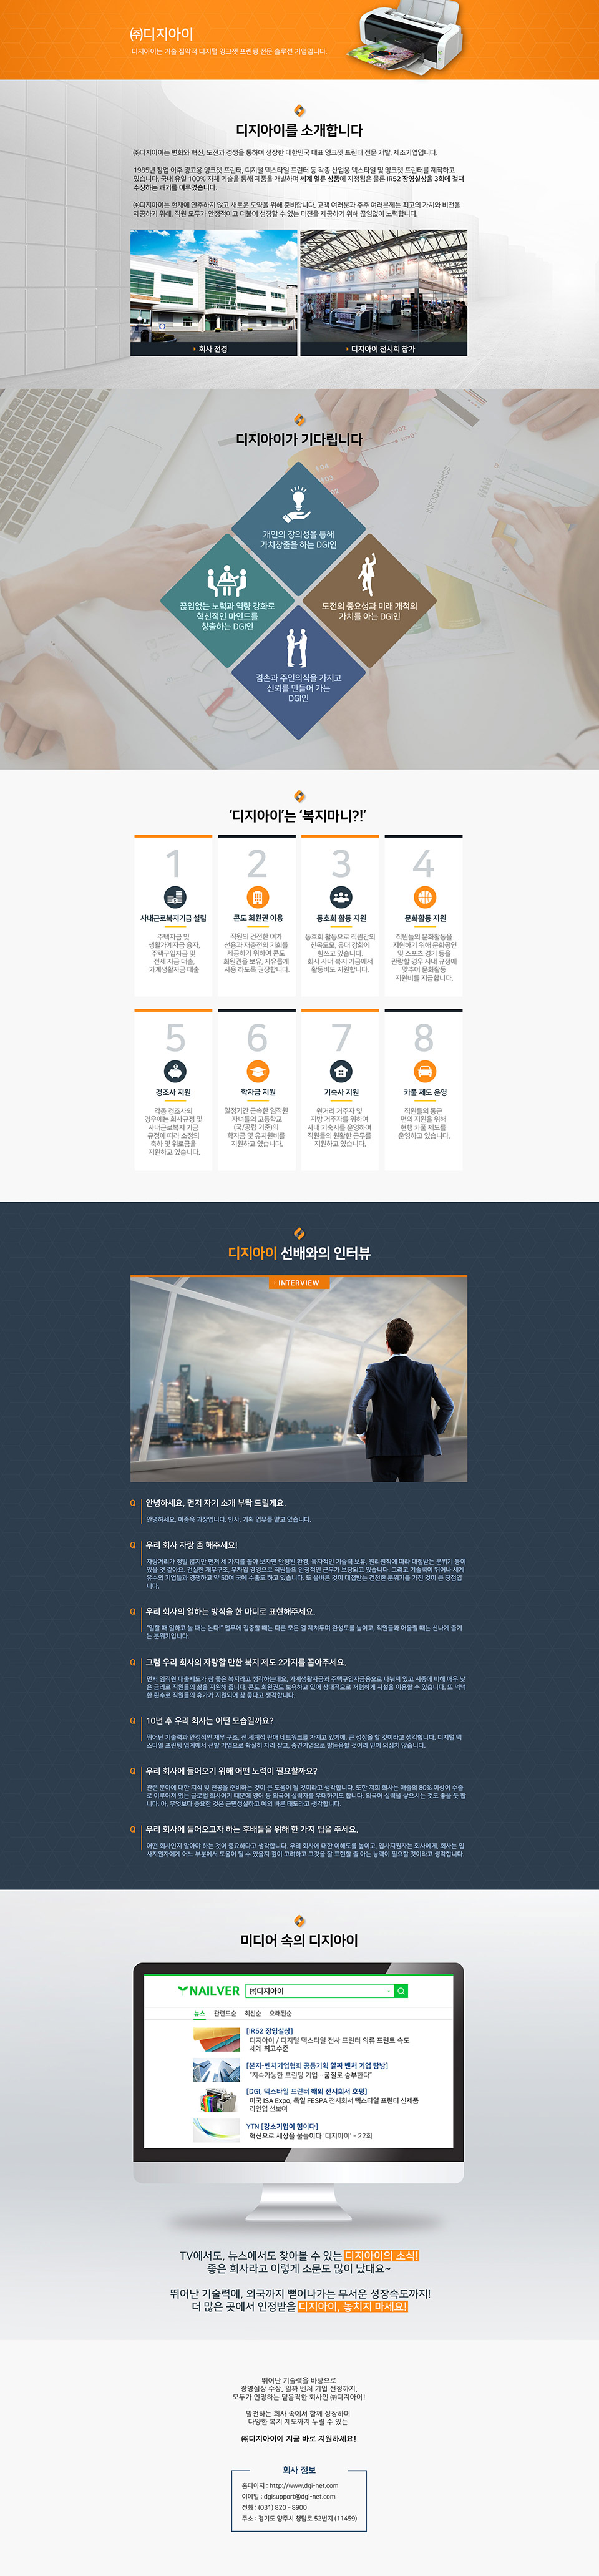 ㈜디지아이
디지아이는 기술 집약적 디지털 잉크젯 프린팅 전문 솔루션 기업입니다.
디지아이를 소개합니다
㈜디지아이는 변화와 혁신, 도전과 경쟁을 통하여 성장한 대한민국 대표 잉크젯 프린터 전문 개발, 제조기업입니다.
1985년 창업 이후 광고용 잉크젯 프린터, 디지털 텍스타일 프린터 등 각종 산업용 텍스타일 및 잉크젯 프린터를 제작하고
있습니다. 국내 유일 100% 자체 기술을 통해 제품을 개발하며 세계 일류 상품에 지정됨은 물론 IR52 장영실상을 3회에 걸쳐
수상하는 쾌거를 이루었습니다.
㈜디지아이는 현재에 안주하지 않고 새로운 도약을 위해 준비합니다. 고객 여러분과 주주 여러분께는 최고의 가치와 비전을
제공하기 위해, 직원 모두가 안정적이고 더불어 성장할 수 있는 터전을 제공하기 위해 끊임없이 노력합니다.
회사 전경
디지아이 전시회 참가
디지아이가 기다립니다
INFOGRAPHICS
개인의 창의성을 통해
가치창출을 하는 DGI인
끊임없는 노력과 역량 강화로
혁신적인 마인드를
창출하는 DGI인
도전의 중요성과 미래 개척의
가치를 아는 DGI인
겸손과 주인의식을 가지고
신뢰를 만들어 가는
DGI인
‘디지아이’는 ‘복지마니?!’
1
사내근로복지기금 설립
주택자금 및
생활가계자금 융자,
주택구입자금 및
전세 자금 대출,
가계생활자금 대출
2
콘도 회원권 이용
직원의 건전한 여가
선용과 재충전의 기회를
제공하기 위하여 콘도
회원권을 보유, 자유롭게
사용 하도록 권장합니다.
3
동호회 활동 지원
동호회 활동으로 직원간의
친목도모, 유대 강화에
힘쓰고 있습니다.
회사 사내 복지 기금에서
활동비도 지원합니다.
4
문화활동 지원
직원들의 문화활동을
지원하기 위해 문화공연
및 스포츠 경기 등을
관람할 경우 사내 규정에
맞추어 문화활동
지원비를 지급합니다.
5
경조사 지원
각종 경조사의
경우에는 회사규정 및
사내근로복지 기금
규정에 따라 소정의
축하 및 위로금을
지원하고 있습니다.
6
학자금 지원
일정기간 근속한 임직원
자녀들의 고등학교
(국/공립 기준)의
학자금 및 유지원비를
지원하고 있습니다.
7
기숙사 지원
원거리 거주자 및
지방 거주자를 위하여
사내 기숙사를 운영하여
직원들의 원활한 근무를
지원하고 있습니다.
8
카풀 제도 운영
직원들의 통근
편의 지원을 위해
현행 카풀 제도를
운영하고 있습니다.
디지아이 선배와의 인터뷰
INTERVIEW
Q 안녕하세요, 먼저 자기 소개 부탁 드릴게요.
안녕하세요, 이종욱 과장입니다. 인사, 기획 업무를 맡고 있습니다.
Q 우리 회사 자랑 좀 해주세요!
자랑거리가 정말 많지만 먼저 세 가지를 꼽아 보자면 안정된 환경, 독자적인 기술력 보유, 원리원칙에 따라 대접받는 분위기 등이
있을 것 같아요. 건실한 재무구조, 무차입 경영으로 직원들의 안정적인 근무가 보장되고 있습니다. 그리고 기술력이 뛰어나 세계
유수의 기업들과 경쟁하고 약 50여 국에 수출도 하고 있습니다. 또 올바른 것이 대접받는 건전한 분위기를 가진 것이 큰 장점입
니다.
Q 우리 회사의 일하는 방식을 한 마디로 표현해주세요.
“일할 때 일하고 놀 때는 논다!” 업무에 집중할 때는 다른 모든 걸 제쳐두며 완성도를 높이고, 직원들과 어울릴 때는 신나게 즐기
는 분위기입니다.
Q 그럼 우리 회사의 자랑할 만한 복지 제도 2가지를 꼽아주세요.
먼저 임직원 대출제도가 참 좋은 복지라고 생각하는데요, 가계생활자금과 주택구입자금용으로 나눠져 있고 시중에 비해 매우 낮
은 금리로 직원들의 삶을 지원해 줍니다. 콘도 회원권도 보유하고 있어 상대적으로 저렴하게 시설을 이용할 수 있습니다. 또 넉넉
한 횟수로 직원들의 휴가가 지원되어 참 좋다고 생각합니다.
Q 10년 후 우리 회사는 어떤 모습일까요?
뛰어난 기술력과 안정적인 재무 구조, 전 세계적 판매 네트워크를 가지고 있기에, 큰 성장을 할 것이라고 생각합니다. 디지털 텍
스타일 프린팅 업계에서 선발 기업으로 확실히 자리 잡고, 중견기업으로 발돋움할 것이라 믿어 의심치 않습니다.
Q 우리 회사에 들어오기 위해 어떤 노력이 필요할까요?
관련 분야에 대한 지식 및 전공을 준비하는 것이 큰 도움이 될 것이라고 생각합니다. 또한 저희 회사는 매출의 80% 이상이 수출
로 이루어져 있는 글로벌 회사이기 때문에 영어 등 외국어 실력자를 우대하기도 합니다. 외국어 실력을 쌓으시는 것도 좋을 듯 합
니다. 아, 무엇보다 중요한 것은 근면성실하고 예의 바른 태도라고 생각합니다.
Q 우리 회사에 들어오고자 하는 후배들을 위해 한 가지 팁을 주세요.
어떤 회사인지 알아야 하는 것이 중요하다고 생각합니다. 우리 회사에 대한 이해도를 높이고, 입사지원자는 회사에게, 회사는 입
사지원자에게 어느 부분에서 도움이 될 수 있을지 깊이 고려하고 그것을 잘 표현할 줄 아는 능력이 필요할 것이라고 생각합니다.
미디어 속의 디지아이
NAILVER ㈜디지아이
뉴스 관련도순 최신순 오래된순
[IR52 장영실상]
디지아이 / 디지털 텍스타일 전사 프린터 의류 프린트 속도
세계 최고수준
[본지-벤처기업협회 공동기획 알짜 벤처 기업 탐방]
“지속가능한 프린팅 기업…품질로 승부한다”
[DGI, 텍스타일 프린터 해외 전시회서 호평]
미국 ISA Expo, 독일 FESPA 전시회서 텍스타일 프린터 신제품
라인업 선보여
YTN [강소기업이 힘이다]
혁신으로 세상을 물들이다 '디지아이' - 22회
TV에서도, 뉴스에서도 찾아볼 수 있는 디지아이의 소식!
좋은 회사라고 이렇게 소문도 많이 났대요~
뛰어난 기술력에, 외국까지 뻗어나가는 무서운 성장속도까지!
더 많은 곳에서 인정받을 디지아이, 놓치지 마세요!
뛰어난 기술력을 바탕으로
장영실상 수상, 알짜 벤처 기업 선정까지,
모두가 인정하는 믿음직한 회사인 ㈜디지아이!
발전하는 회사 속에서 함께 성장하며
다양한 복지 제도까지 누릴 수 있는
㈜디지아이에 지금 바로 지원하세요!
회사 정보
홈페이지 : http://www.dgi-net.com
이메일 : dgisupport@dgi-net.com
전화 : (031) 820 - 8900
주소 : 경기도 양주시 청담로 52번지 (11459)